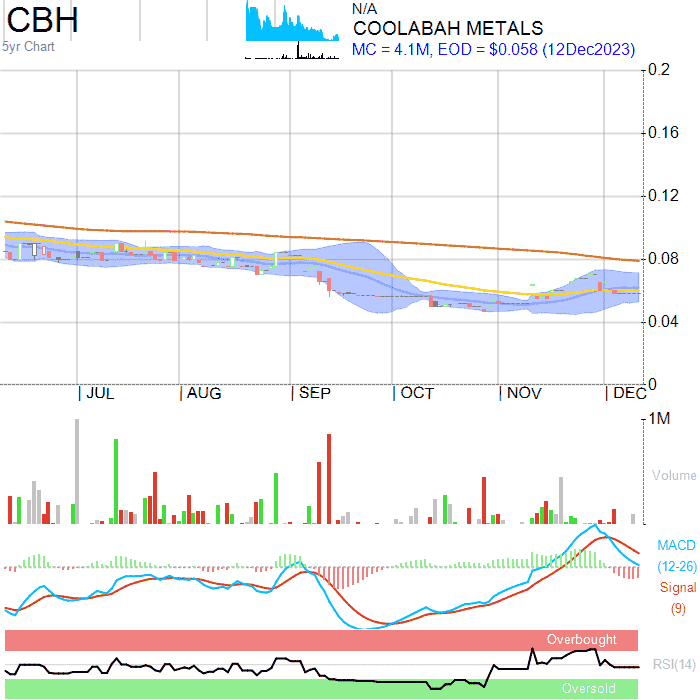 CBH
5yr Chart
N/A
COOLABAH METALS
MC = 4.1M, EOD = $0.058 (12Dec2023)
0.2
0.16
0.12
0.08
0.04
0
| JUL | AUG | SEP | OCT | NOV | DEC
1M
Volume
MACD
(12-26)
Signal
(9)
Overbought
RSI(14)
Oversold